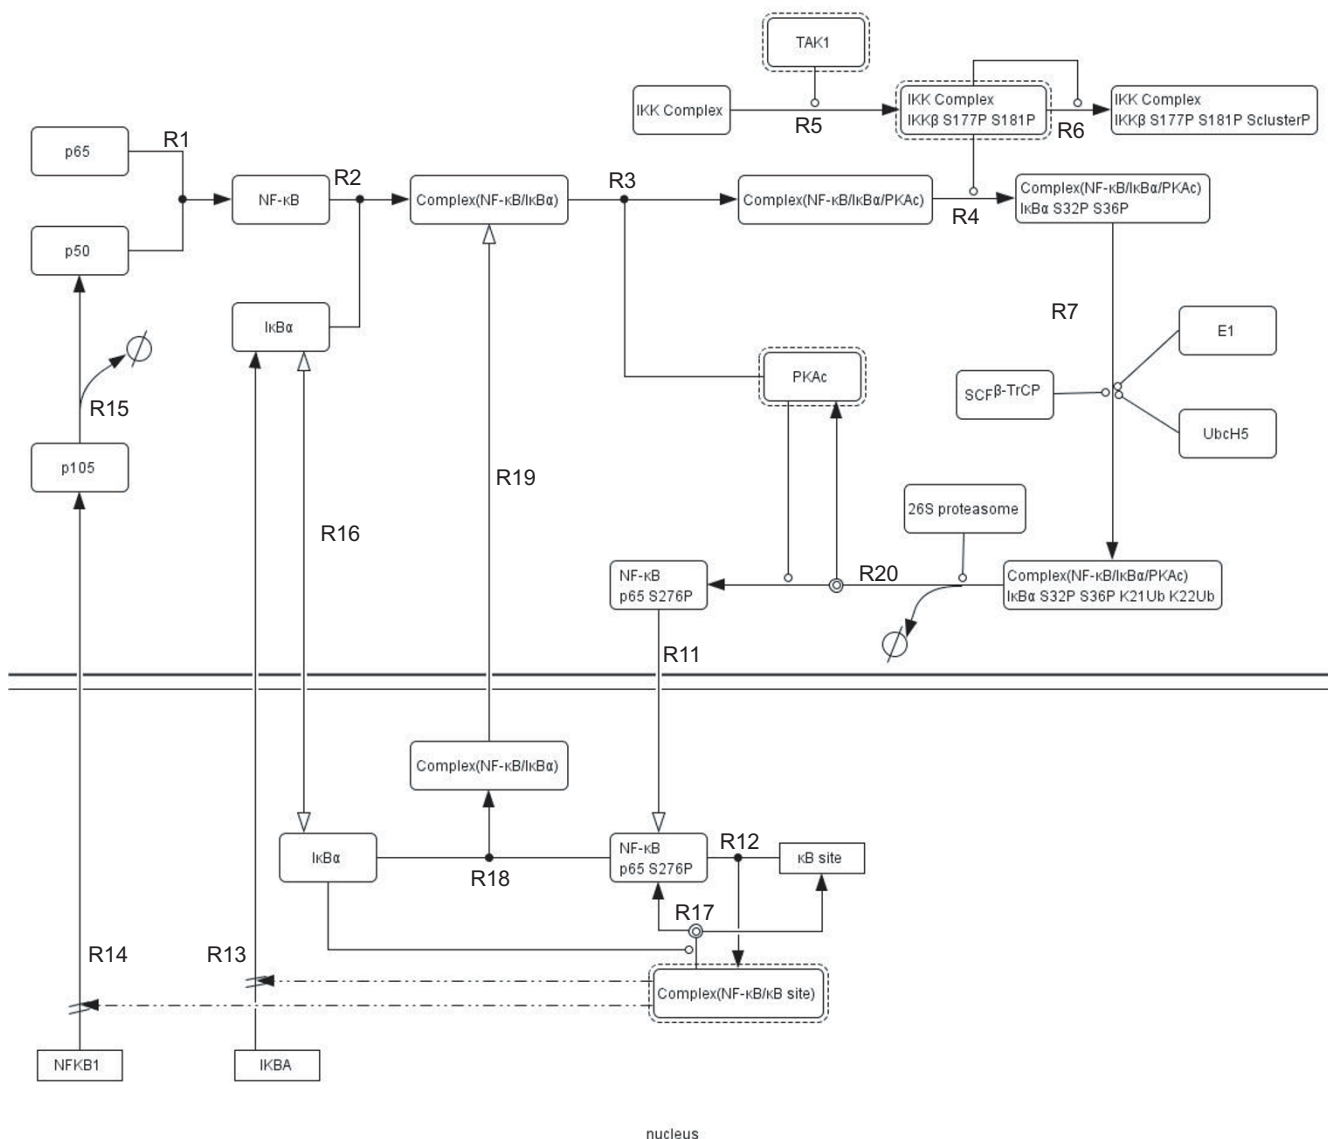 TAK1
IKK Complex
R5
IKK Complex
IKKβ S177P S181P
R6
IKK Complex
IKKβ S177P S181P SclusterP
p65
R1
NF-κB
R2
Complex(NF-κB/IκBα)
R3
Complex(NF-κB/IκBα/PKAc)
R4
Complex(NF-κB/IκBα/PKAc)
IκBα S32P S36P
p50
IκBα
R7
E1
R15
PKAc
SCFβ-TrCP
UbcH5
p105
R19
R16
26S proteasome
NF-κB
p65 S276P
R20
Complex(NF-κB/IκBα/PKAc)
IκBα S32P S36P K21Ub K22Ub
R11
Complex(NF-κB/IκBα)
IκBα
R18
NF-κB
p65 S276P
R12
κB site
R17
R14
R13
Complex(NF-κB/κB site)
NFKB1
IKBA
nucleus